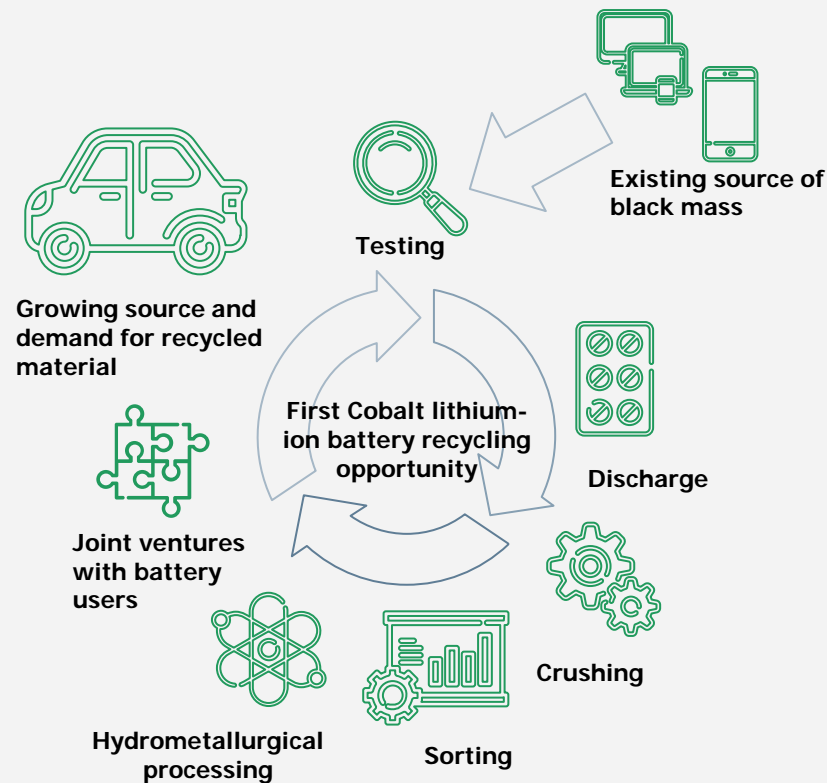 Existing source of
black mass
Testing
Growing source and
demand for recycled
material
First Cobalt lithium-
ion battery recycling
opportunity
Discharge
Joint ventures
with battery
users
Crushing
Hydrometallurgical
processing
Sorting